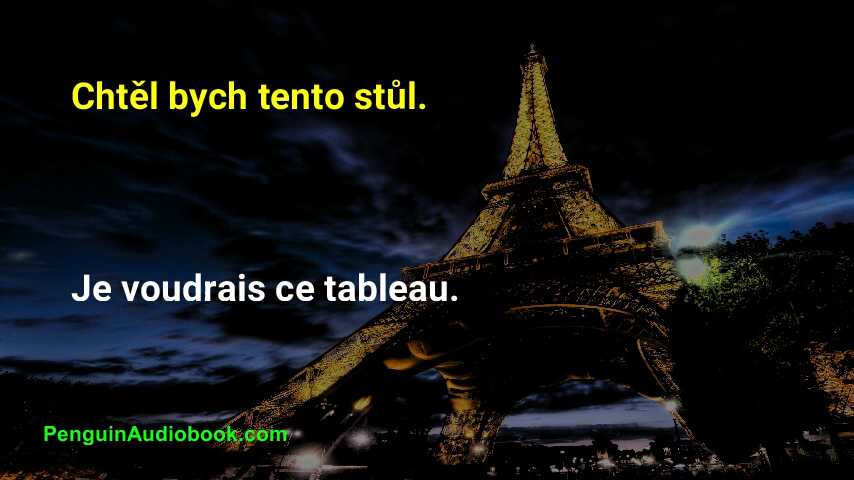 Chtěl bych tento stůl.
Je voudrais ce tableau.
PenguinAudiobook.com